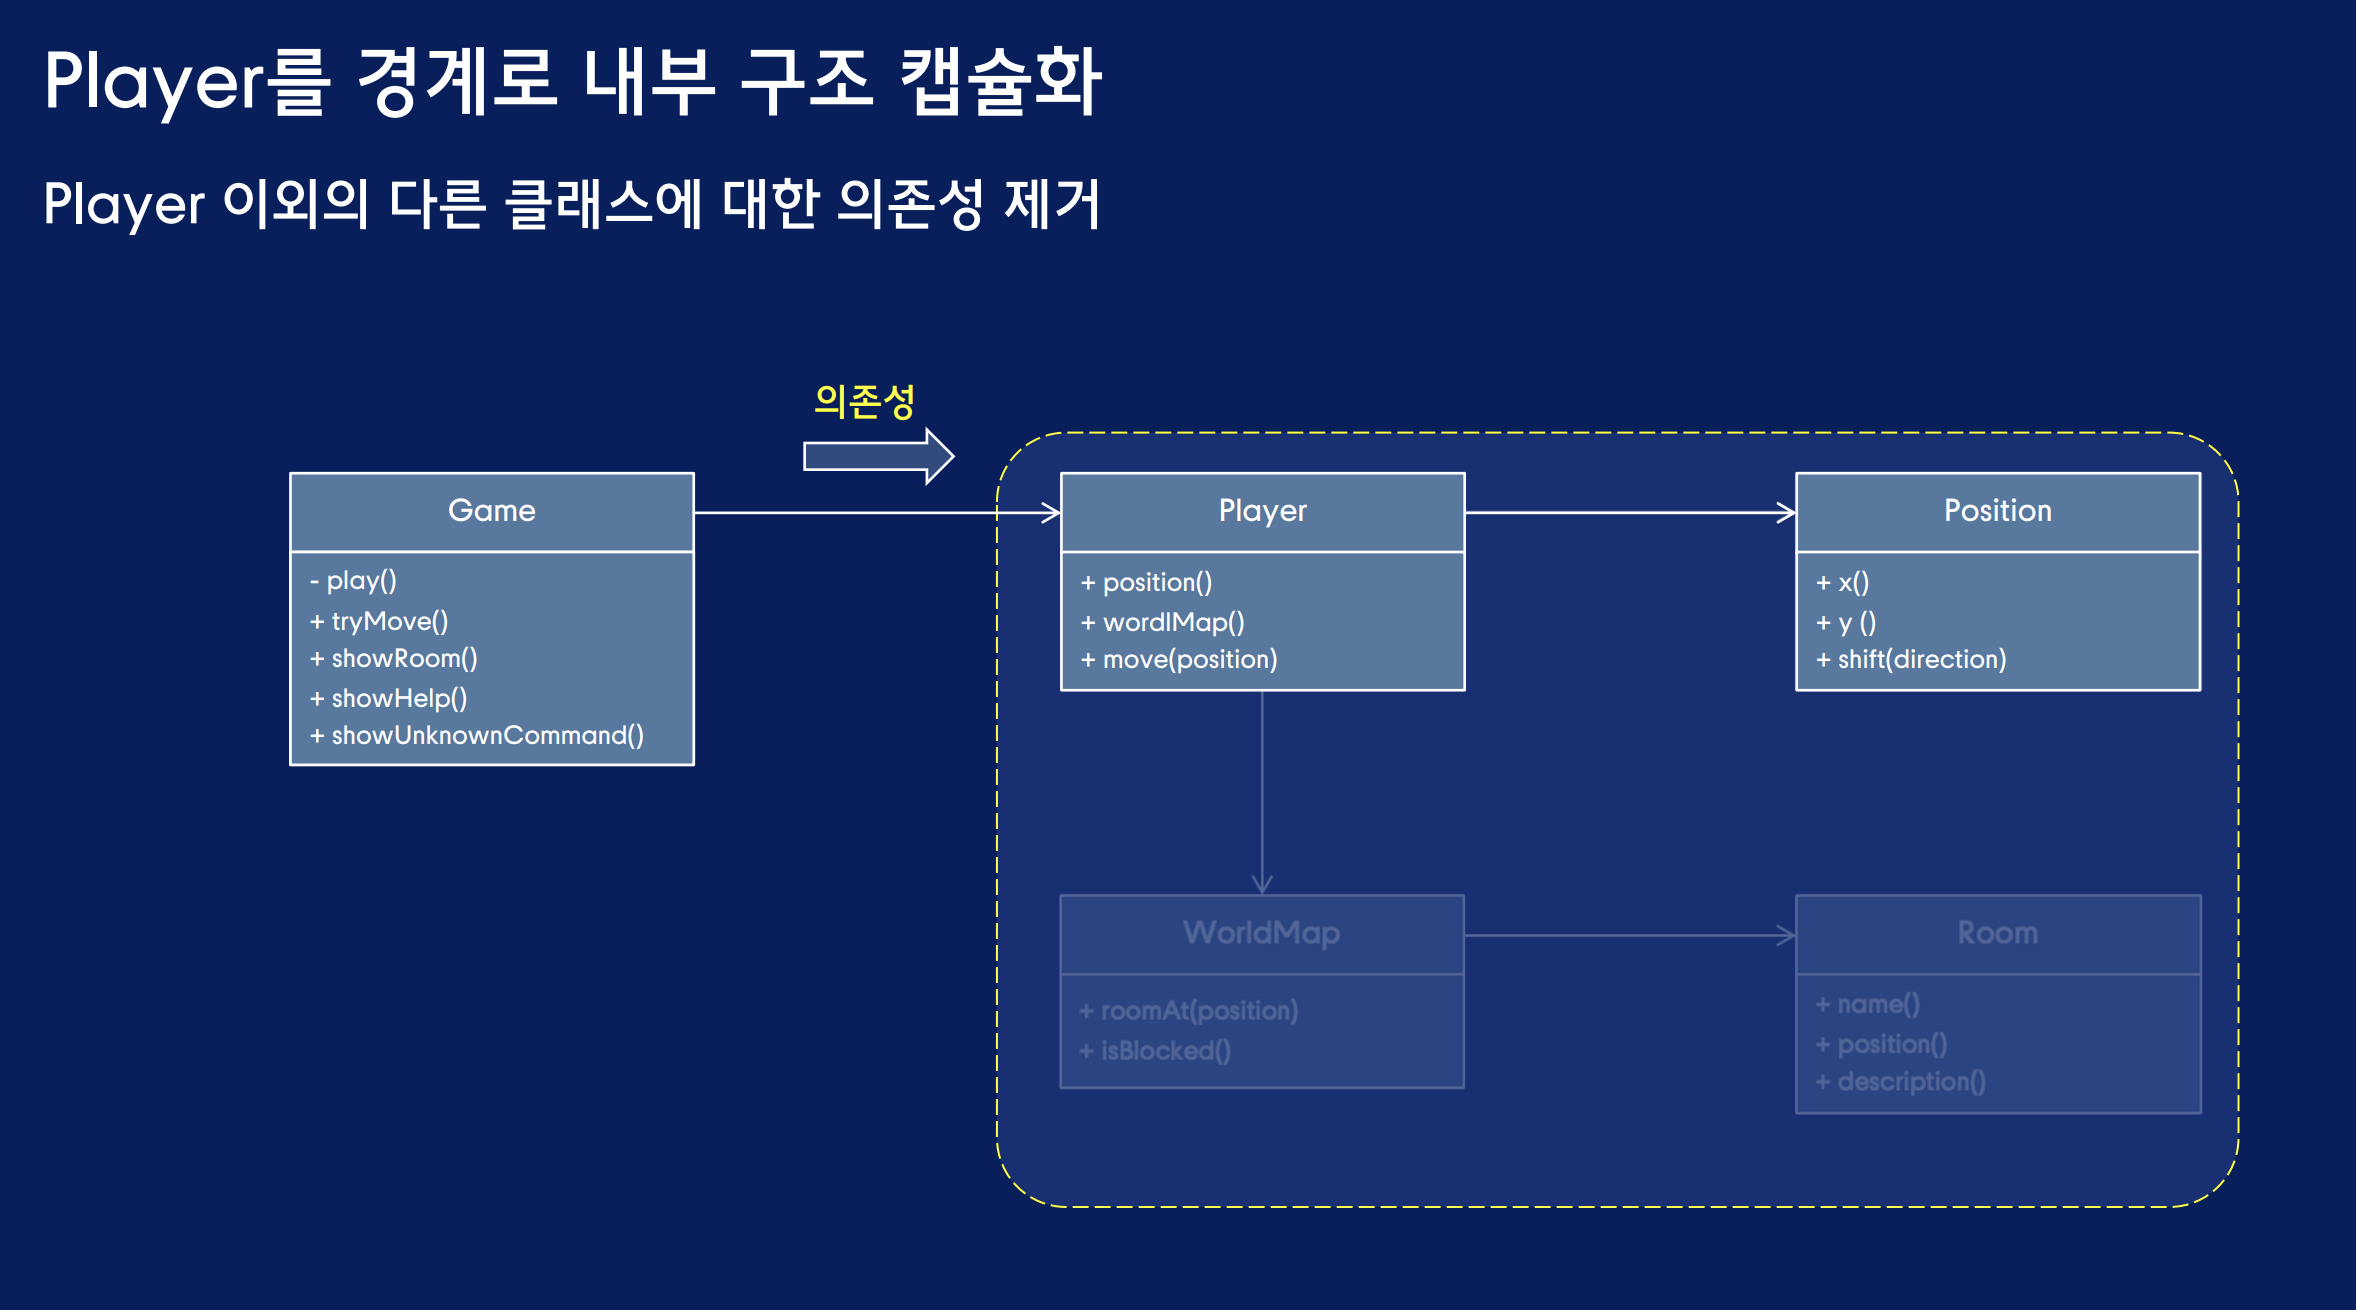 Player를 경계로 내부 구조 캡슐화
Player 이외의 다른 클래스에 대한 의존성 제거
의존성
Game
- play()
+ tryMove()
+ showRoom()
+ showHelp()
+ showUnknownCommand()
Player
+ position()
+ wordlMap()
+ move(position)
Position
+ x()
+ y ()
+ shift(direction)
WorldMap
+ roomAt(position)
+ isBlocked()
Room
+ name()
+ position()
+ description()